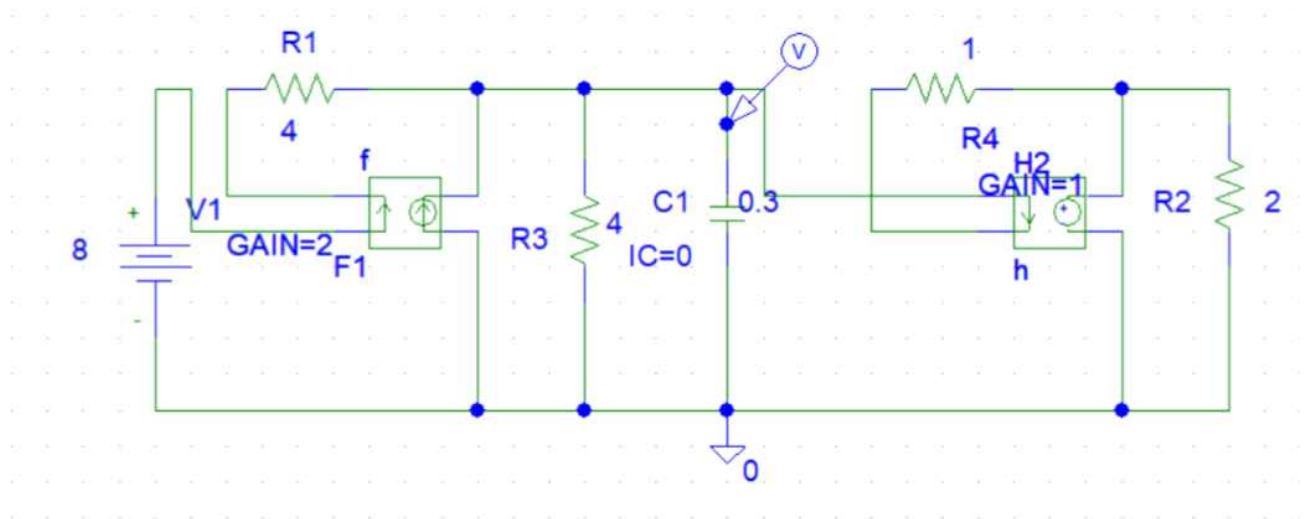 R1
4
f
V1
8
GAIN=2
F1
+
-
R3
4
C1
0.3
IC=0
V
0
1
R4
H2
GAIN=1
+
h
R2
2